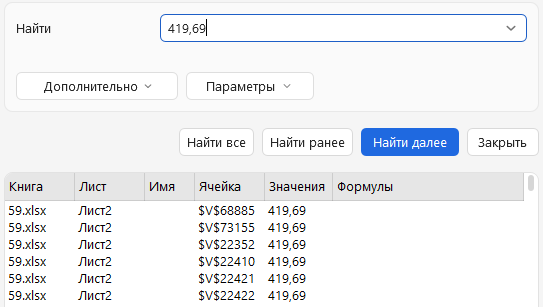 Найти 419,69
Дополнительно Параметры
Найти все Найти ранее Найти далее Закрыть
Книга Лист Имя Ячейка Значения Формулы
59.xlsx Лист2 $V$68885 419,69
59.xlsx Лист2 $V$73155 419,69
59.xlsx Лист2 $V$22352 419,69
59.xlsx Лист2 $V$22410 419,69
59.xlsx Лист2 $V$22421 419,69
59.xlsx Лист2 $V$22422 419,69